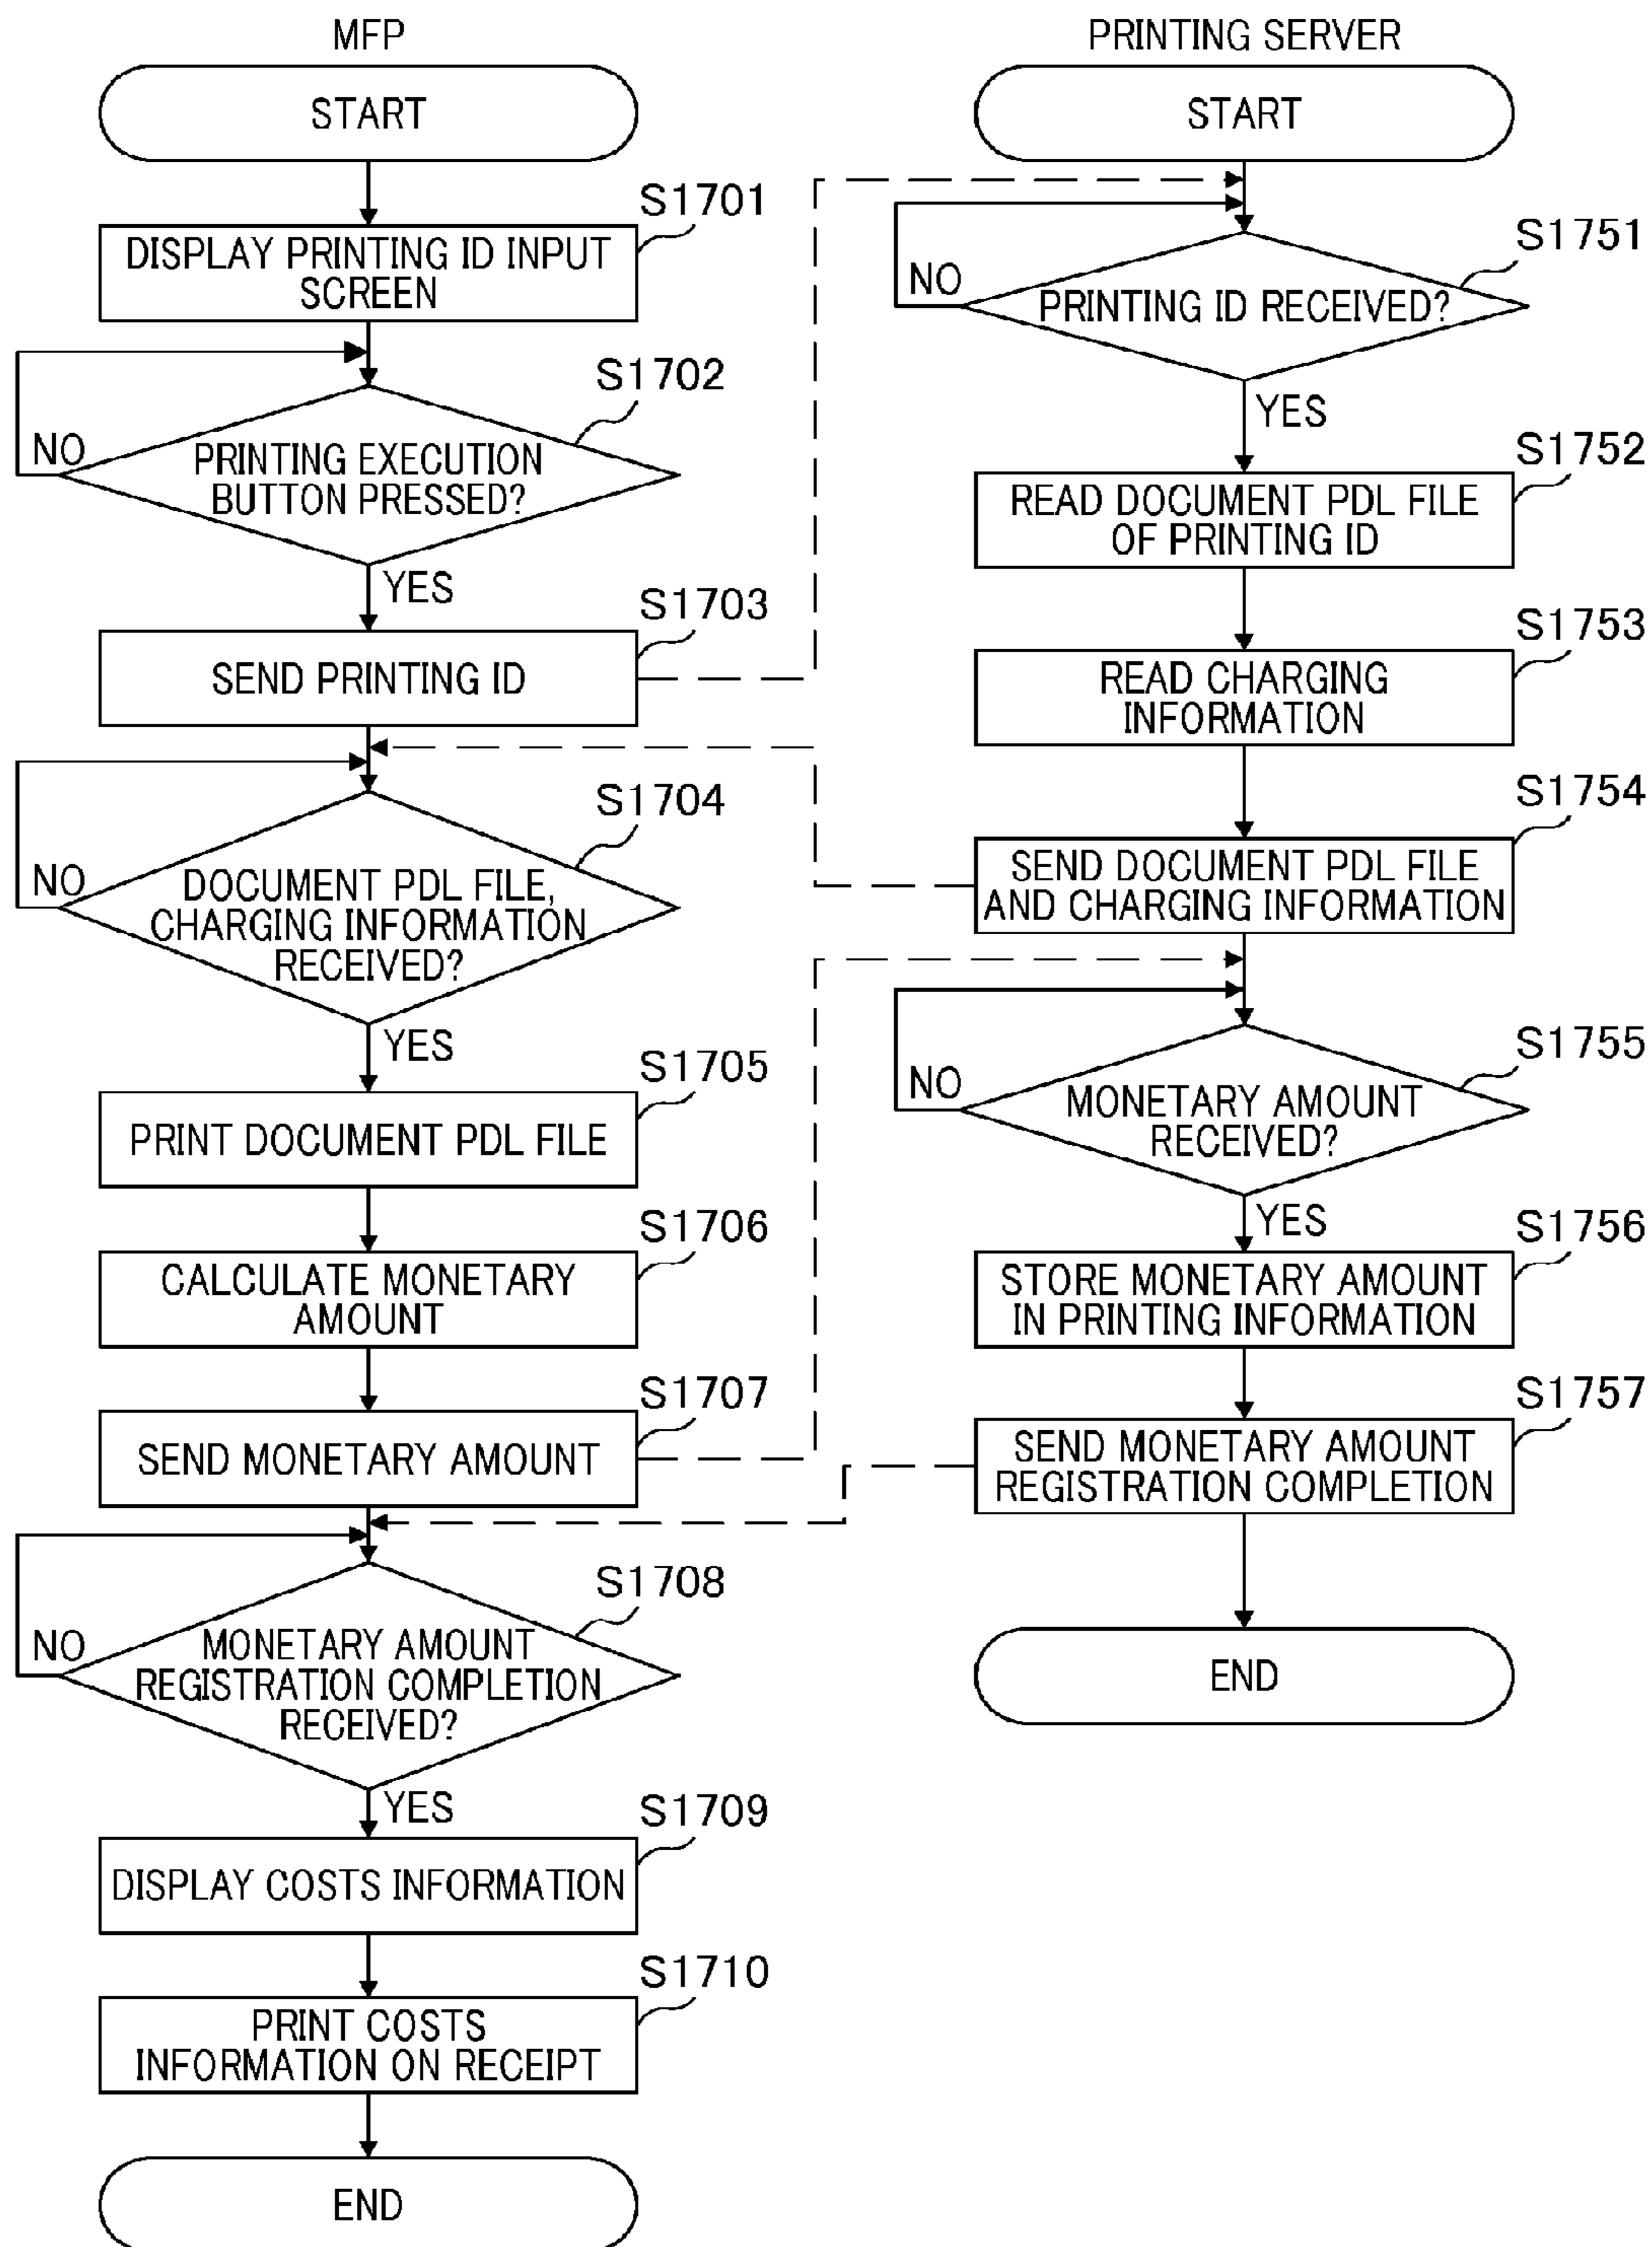 MFP
START
S1701
DISPLAY PRINTING ID INPUT
SCREEN
S1702
NO
PRINTING EXECUTION
BUTTON PRESSED?
YES
S1703
SEND PRINTING ID
S1704
NO
DOCUMENT PDL FILE,
CHARGING INFORMATION
RECEIVED?
YES
S1705
PRINT DOCUMENT PDL FILE
S1706
CALCULATE MONETARY
AMOUNT
S1707
SEND MONETARY AMOUNT
S1708
NO
MONETARY AMOUNT
REGISTRATION COMPLETION
RECEIVED?
YES
S1709
DISPLAY COSTS INFORMATION
S1710
PRINT COSTS
INFORMATION ON RECEIPT
END
PRINTING SERVER
START
S1751
NO
PRINTING ID RECEIVED?
YES
S1752
READ DOCUMENT PDL FILE
OF PRINTING ID
S1753
READ CHARGING
INFORMATION
S1754
SEND DOCUMENT PDL FILE
AND CHARGING INFORMATION
S1755
NO
MONETARY AMOUNT
RECEIVED?
YES
S1756
STORE MONETARY AMOUNT
IN PRINTING INFORMATION
S1757
SEND MONETARY AMOUNT
REGISTRATION COMPLETION
END